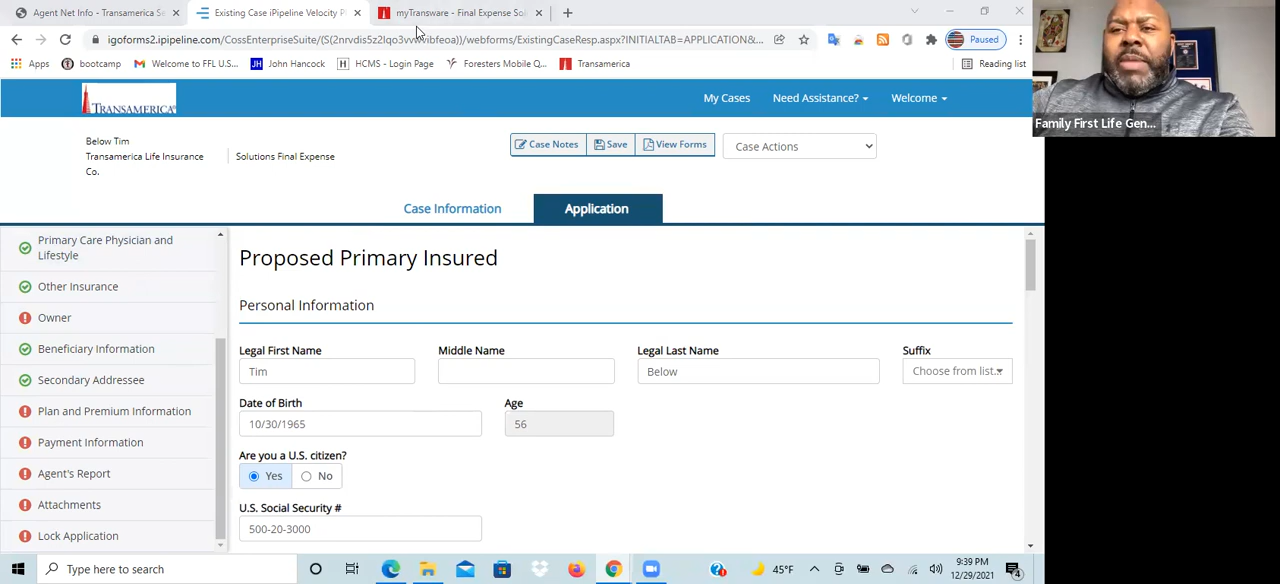 Agent Net Info - Transamerica Se
Existing Case iPipeline Velocity P
myTransware - Final Expense Sol
igoforms2.ipipeline.com/CossEnterpriseSuite/
/webforms/ExistingCaseResp.aspx?INITIALTAB=APPLICATION&...
Paused
Apps
bootcamp
Welcome to FFL U.S...
John Hancock
HCMS - Login Page
Foresters Mobile Q...
Transamerica
Reading list
TRANSAMERICA
My Cases
Need Assistance?
Welcome
Family First Life Gen...
Below Tim
Transamerica Life Insurance
Co.
Solutions Final Expense
Case Notes
Save
View Forms
Case Actions
Case Information
Application
Primary Care Physician and
Lifestyle
Other Insurance
Owner
Beneficiary Information
Secondary Addressee
Plan and Premium Information
Payment Information
Agent's Report
Attachments
Lock Application
Proposed Primary Insured
Personal Information
Legal First Name
Middle Name
Legal Last Name
Suffix
Tim
Below
Choose from list...
Date of Birth
Age
10/30/1965
56
Are you a U.S. citizen?
Yes
No
U.S. Social Security #
500-20-3000
Type here to search
45°F
9:39 PM
12/29/2021
4